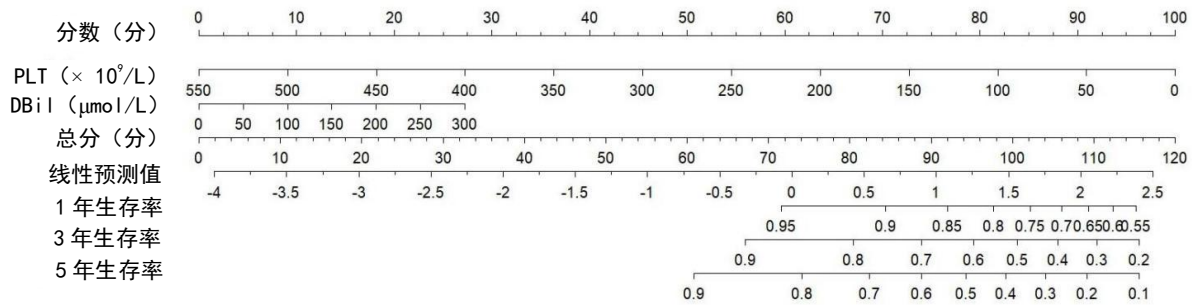 分数（分） 0 10 20 30 40 50 60 70 80 90 100
PLT（× 10⁹/L） 550 500 450 400 350 300 250 200 150 100 50 0
DBil（μmol/L） 0 50 100 150 200 250 300
总分（分） 0 10 20 30 40 50 60 70 80 90 100 110 120
线性预测值 -4 -3.5 -3 -2.5 -2 -1.5 -1 -0.5 0 0.5 1 1.5 2 2.5
1 年生存率 0.95 0.9 0.85 0.8 0.75 0.7 0.65 0.6 0.55
3 年生存率 0.9 0.8 0.7 0.6 0.5 0.4 0.3 0.2
5 年生存率 0.9 0.8 0.7 0.6 0.5 0.4 0.3 0.2 0.1